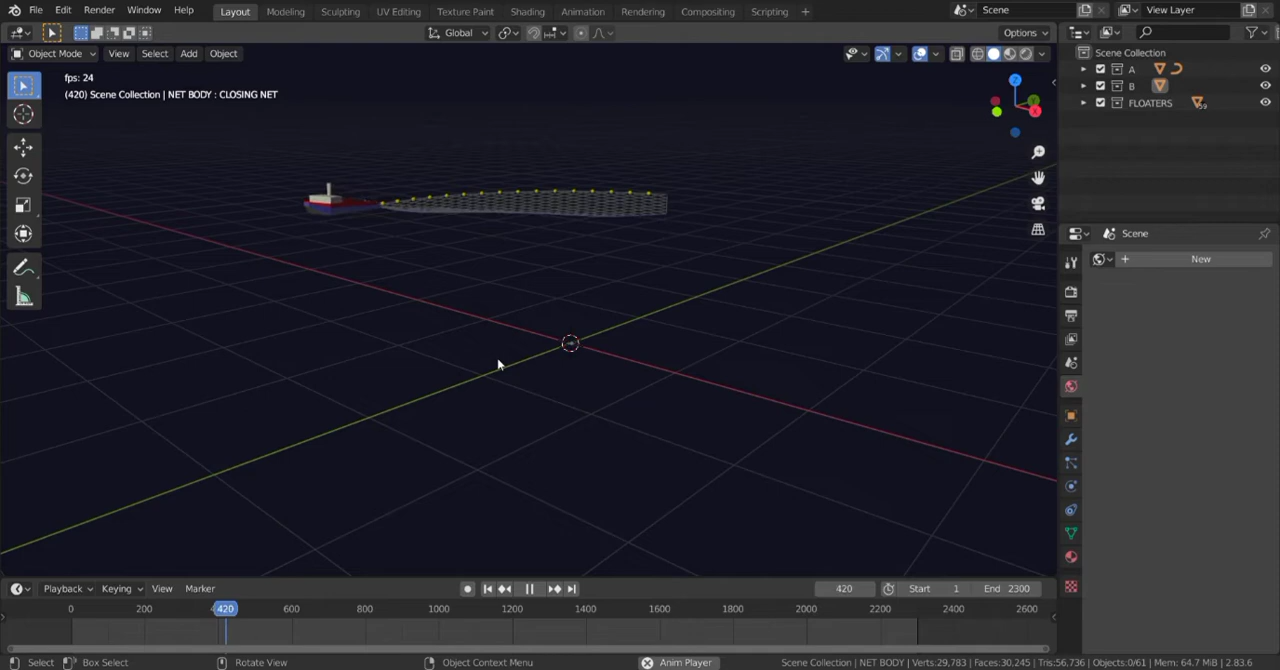 File Edit Render Window Help Layout Modeling Sculpting UV Editing Texture Paint Shading Animation Rendering Compositing Scripting + Scene View Layer
Global Options
Object Mode View Select Add Object
Scene Collection
A
B
FLOATERS
fps: 24
(420) Scene Collection | NET BODY : CLOSING NET
Z
X
Scene
+ New
Playback Keying View Marker 420 Start 1 End 2300
0 200 420 600 800 1000 1200 1400 1600 1800 2000 2200 2400 2600
Select Box Select Rotate View Object Context Menu Anim Player Scene Collection | NET BODY | Verts:29,783 | Faces:30,245 | Tris:56,736 | Objects:0/61 | Mem: 64.7 MiB | 2.83.6